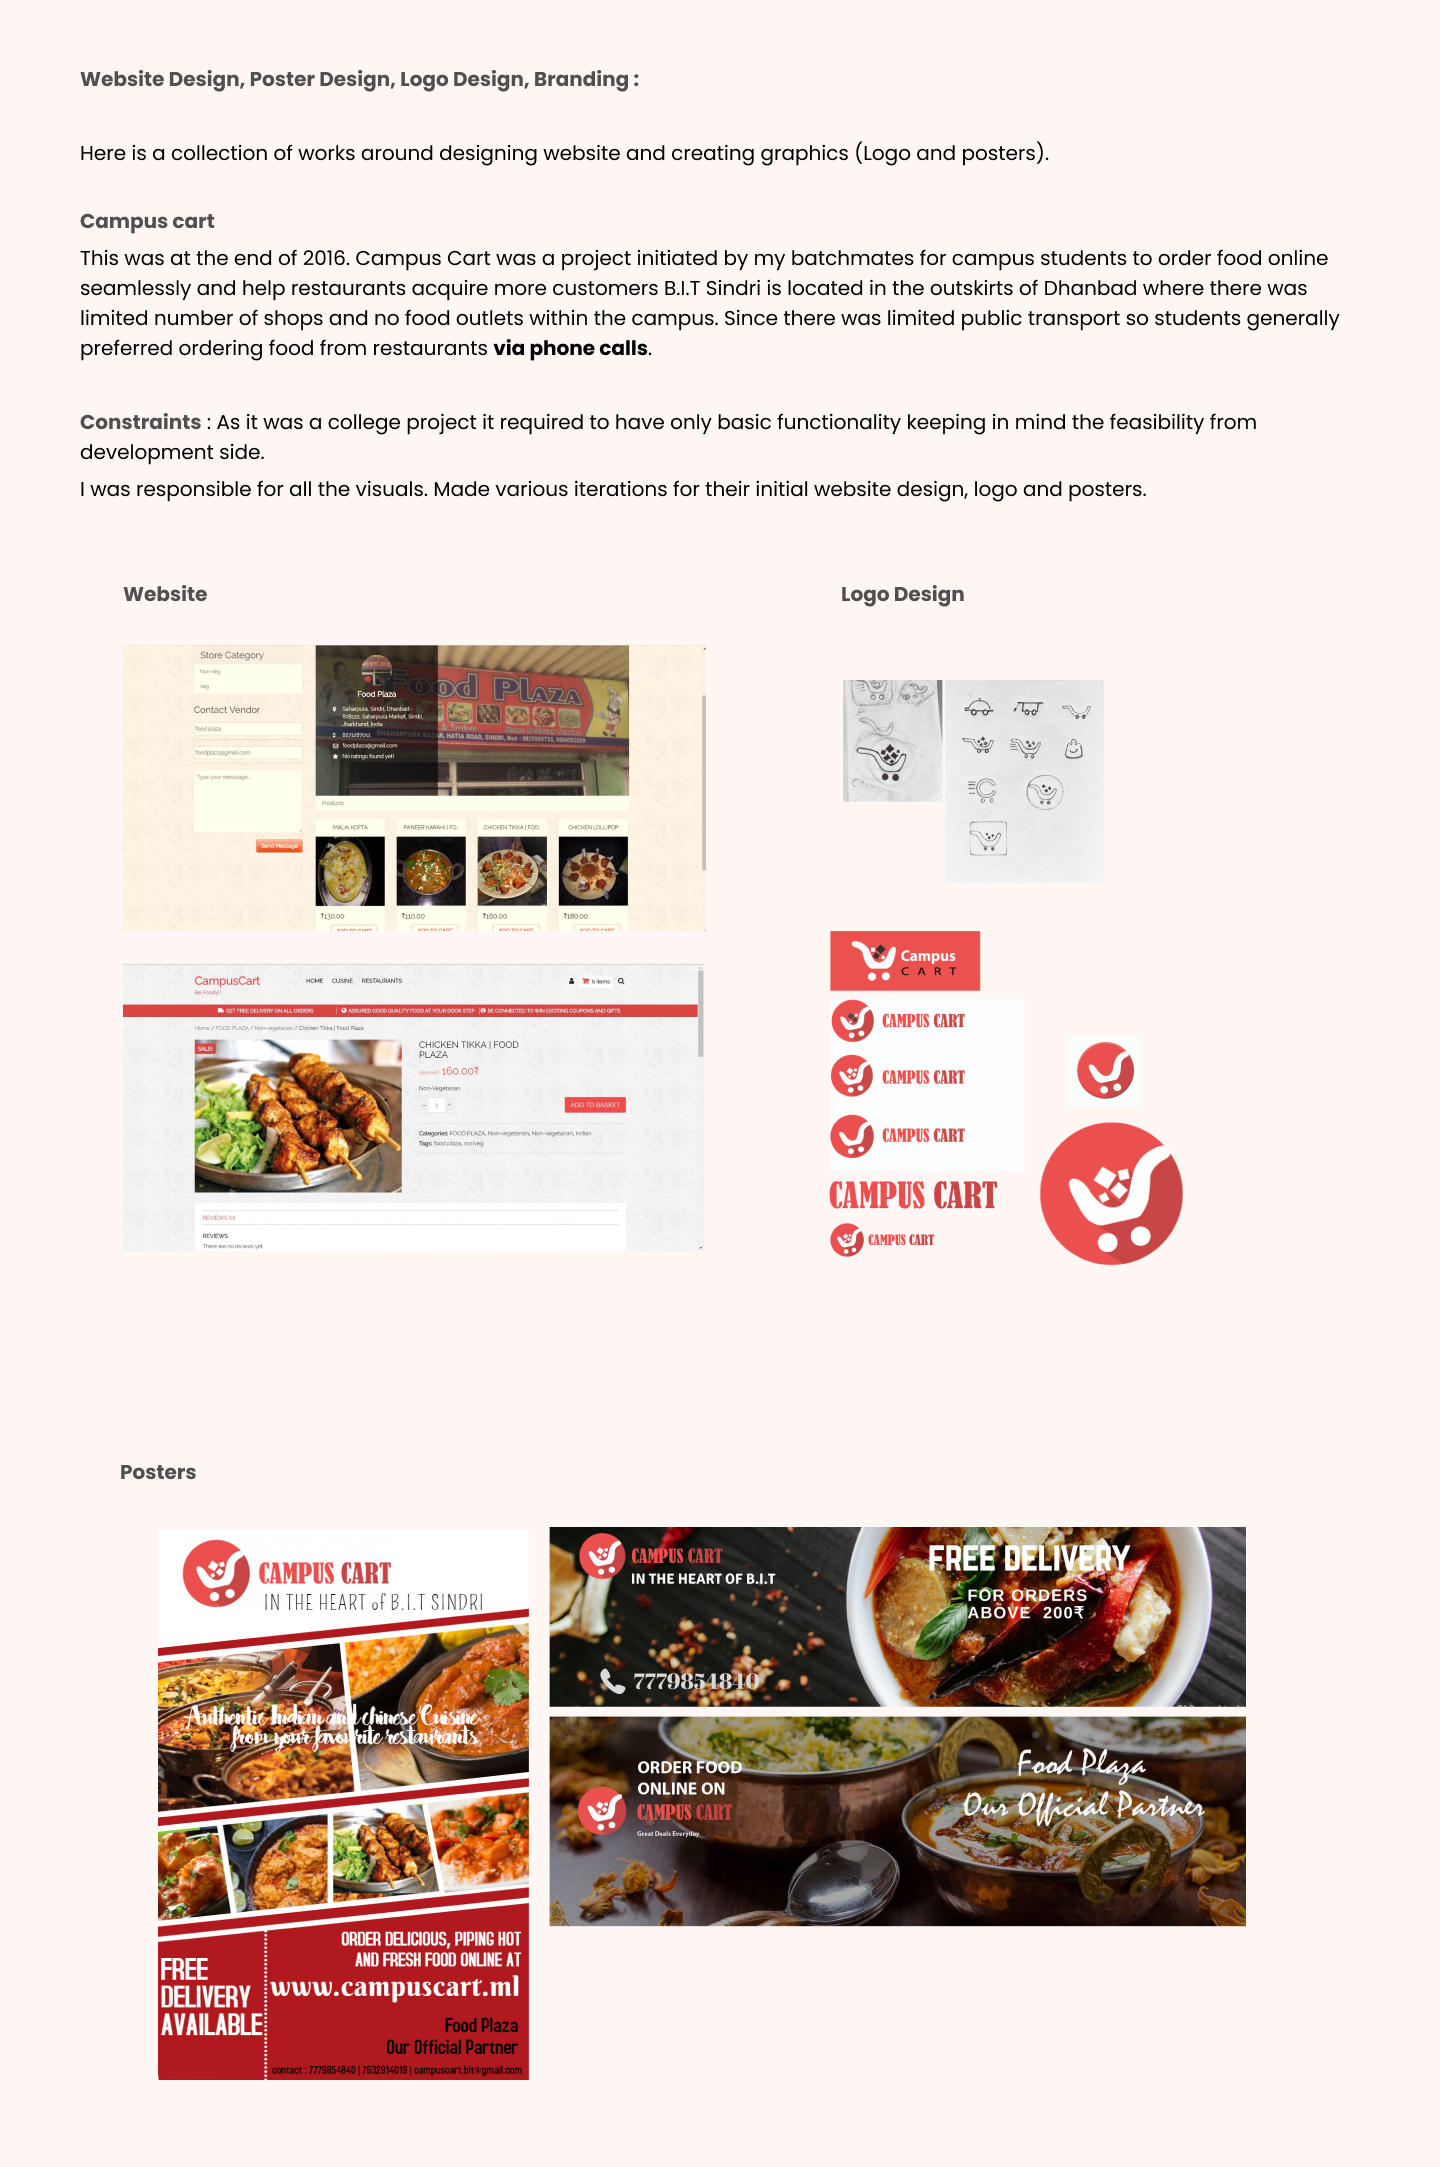 Website Design, Poster Design, Logo Design, Branding :
Here is a collection of works around designing website and creating graphics (Logo and posters).
Campus cart
This was at the end of 2016. Campus Cart was a project initiated by my batchmates for campus students to order food online
seamlessly and help restaurants acquire more customers B.I.T Sindri is located in the outskirts of Dhanbad where there was
limited number of shops and no food outlets within the campus. Since there was limited public transport so students generally
preferred ordering food from restaurants via phone calls.
Constraints : As it was a college project it required to have only basic functionality keeping in mind the feasibility from
development side.
I was responsible for all the visuals. Made various iterations for their initial website design, logo and posters.
Website
Store Category
Non-Veg
Veg
Contact Vendor
food plaza
foodplaza@gmail.com
Type your messsage...
Send Message
Food Plaza
Food Plaza
Saharpura, Sindri, Dhanbad -
828122, Saharpura Market, Sindri,
Jharkhand, India
8271287011
foodplaza@gmail.com
No ratings found yet!
SHAHARPURA BAZAR, HATIA ROAD, SINDRI,
Products
MALAI KOFTA
PANEER KARAHI | FO..
CHICKEN TIKKA | FOO..
CHICKEN LOLLIPOP
₹130.00
₹110.00
₹160.00
₹180.00
ADD TO CART
ADD TO CART
ADD TO CART
ADD TO CART
CampusCart
Be Foody!!
HOME CUSINE RESTAURANTS
0 items
GET FREE DELIVERY ON ALL ORDERS
ASSURED GOOD QUALITY FOOD AT YOUR DOOR STEP
BE CONNECTED TO WIN EXCITING COUPONS AND GIFTS
Home / FOOD PLAZA / Non-vegetarian / Chicken Tikka | Food Plaza
SALE!
CHICKEN TIKKA | FOOD
PLAZA
160.00₹
Non-Vegetarian
- 1 +
ADD TO BASKET
Categories: FOOD PLAZA, Non-vegetarian, Non-vegetarian, Indian
Tags: food plaza, nonveg
REVIEWS (0)
REVIEWS
There are no reviews yet
Logo Design
Campus
CART
CAMPUS CART
CAMPUS CART
CAMPUS CART
CAMPUS CART
CAMPUS CART
Posters
CAMPUS CART
IN THE HEART of B.I.T SINDRI
Authentic Indian and chinese Cuisine
from your favourite restaurants
FREE
DELIVERY
AVAILABLE
ORDER DELICIOUS, PIPING HOT
AND FRESH FOOD ONLINE AT
www.campuscart.ml
Food Plaza
Our Official Partner
contact : 7779854840 | 7632914019 | campuscart.bit@gmail.com
CAMPUS CART
IN THE HEART OF B.I.T
7779854840
FREE DELIVERY
FOR ORDERS
ABOVE 200₹
ORDER FOOD
ONLINE ON
CAMPUS CART
Great Deals Everyday
Food Plaza
Our Official Partner